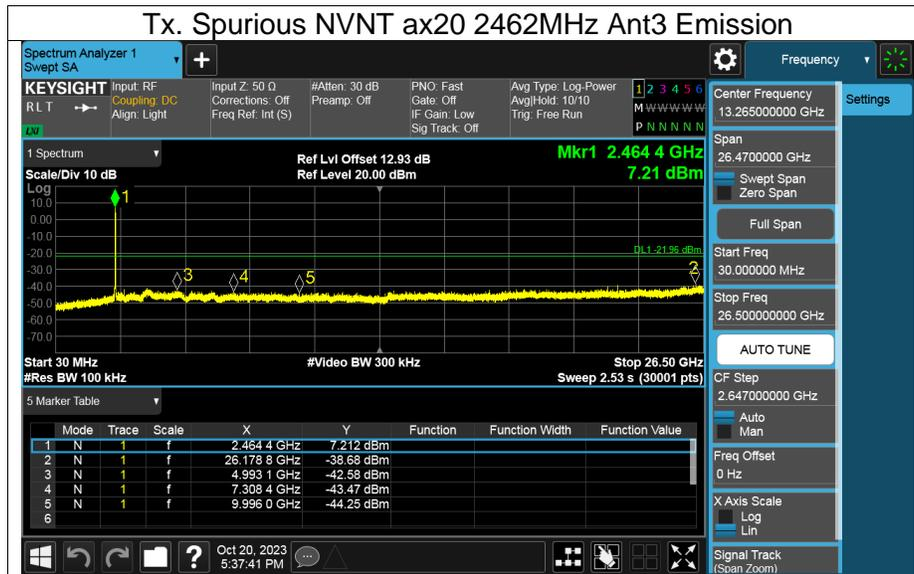 Tx. Spurious NVNT ax20 2462MHz Ant3 Emission
Spectrum Analyzer 1
Swept SA
+
Frequency
KEYSIGHT
RLT
LXI
Input: RF
Coupling: DC
Align: Light
Input Z: 50 Ω
Corrections: Off
Freq Ref: Int (S)
#Atten: 30 dB
Preamp: Off
PNO: Fast
Gate: Off
IF Gain: Low
Sig Track: Off
Avg Type: Log-Power
Avg|Hold: 10/10
Trig: Free Run
1 2 3 4 5 6
M W W W W W
P N N N N N
1 Spectrum
Scale/Div 10 dB
Ref Lvl Offset 12.93 dB
Ref Level 20.00 dBm
Mkr1 2.464 4 GHz
7.21 dBm
Log
10.0
0.00
-10.0
-20.0
-30.0
-40.0
-50.0
-60.0
-70.0
1
3
4
5
2
DL1 -21.96 dBm
Start 30 MHz
#Res BW 100 kHz
#Video BW 300 kHz
Stop 26.50 GHz
Sweep 2.53 s (30001 pts)
5 Marker Table
Mode Trace Scale X Y Function Function Width Function Value
1 N 1 f 2.464 4 GHz 7.212 dBm
2 N 1 f 26.178 8 GHz -38.68 dBm
3 N 1 f 4.993 1 GHz -42.58 dBm
4 N 1 f 7.308 4 GHz -43.47 dBm
5 N 1 f 9.996 0 GHz -44.25 dBm
6
Center Frequency
13.265000000 GHz
Span
26.4700000 GHz
Swept Span
Zero Span
Full Span
Start Freq
30.000000 MHz
Stop Freq
26.500000000 GHz
AUTO TUNE
CF Step
2.647000000 GHz
Auto
Man
Freq Offset
0 Hz
X Axis Scale
Log
Lin
Signal Track
(Span Zoom)
Settings
?
Oct 20, 2023
5:37:41 PM